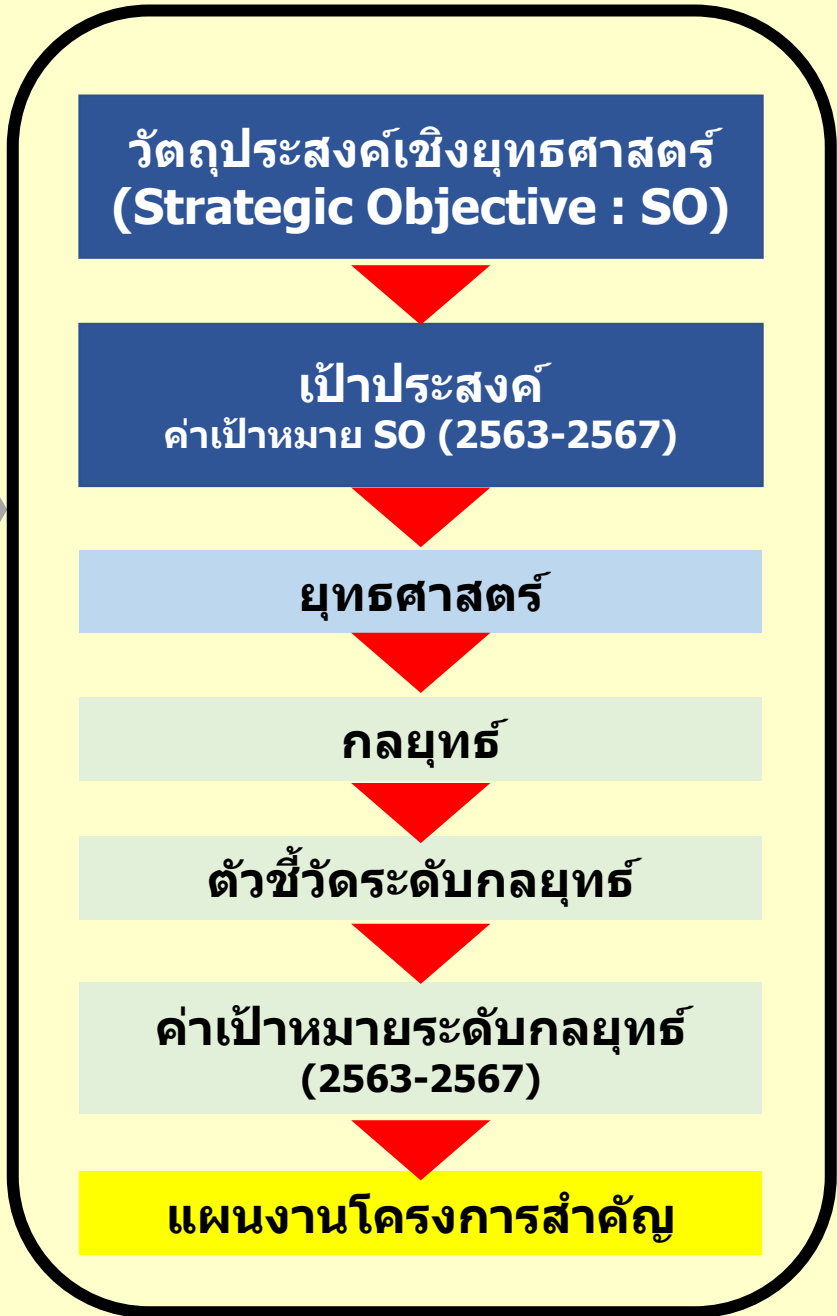 วัตถุประสงค์เชิงยุทธศาสตร์
(Strategic Objective : SO)
เป้าประสงค์
ค่าเป้าหมาย SO (2563-2567)
ยุทธศาสตร์
กลยุทธ์
ตัวชี้วัดระดับกลยุทธ์
ค่าเป้าหมายระดับกลยุทธ์
(2563-2567)
แผนงานโครงการสำคัญ